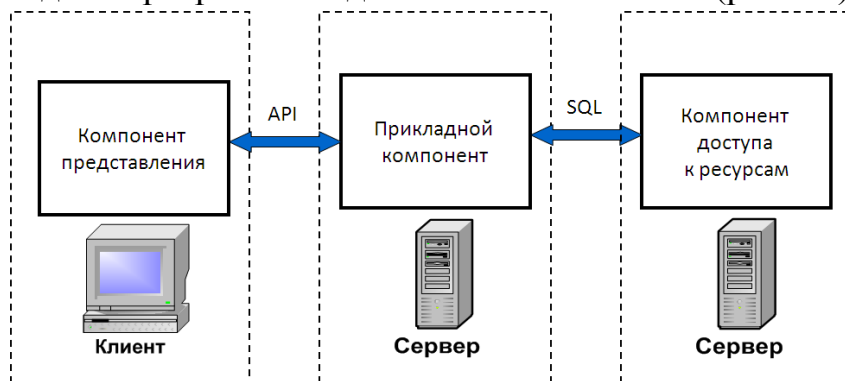 API
SQL
Компонент
представления
Прикладной
компонент
Компонент
доступа
к ресурсам
Клиент
Сервер
Сервер